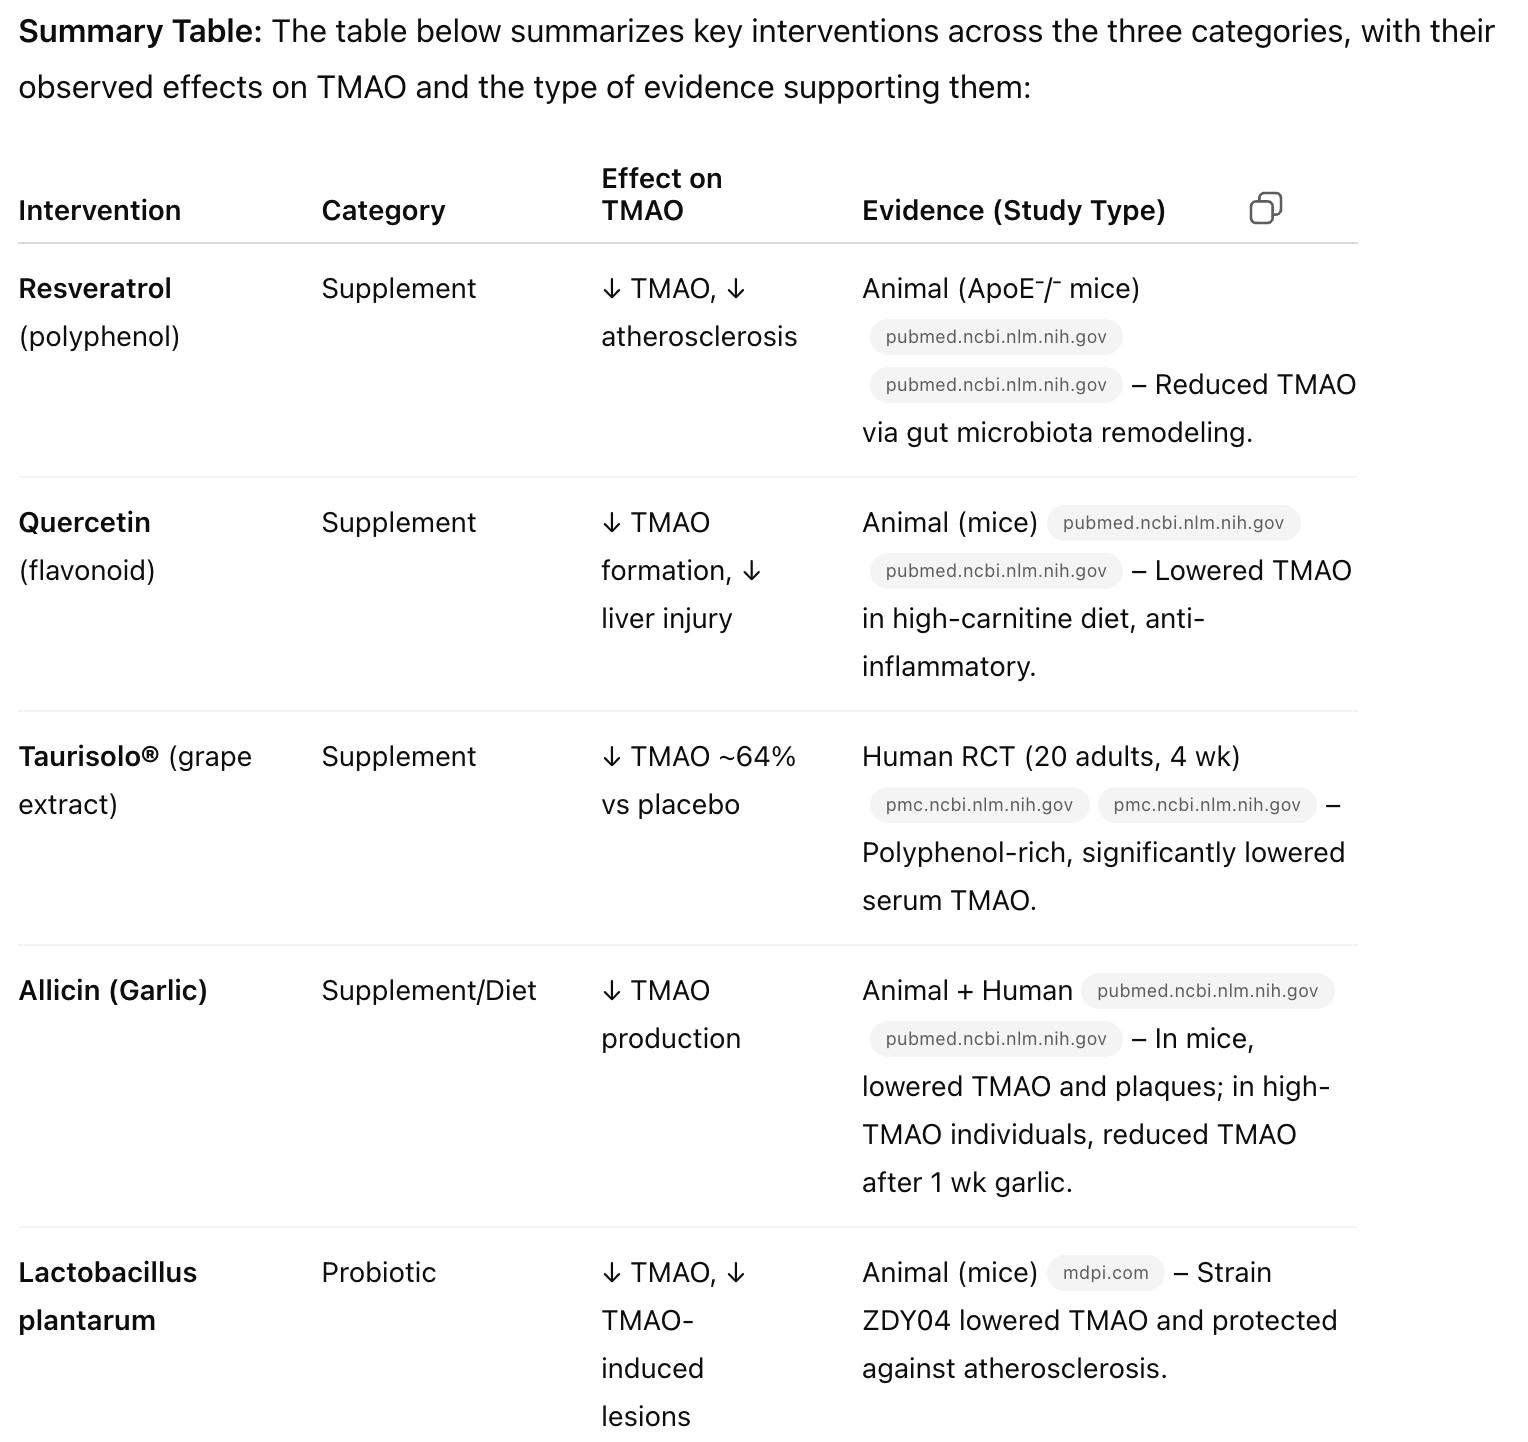 Summary Table: The table below summarizes key interventions across the three categories, with their
observed effects on TMAO and the type of evidence supporting them:
Intervention Category Effect on TMAO Evidence (Study Type)
Resveratrol (polyphenol)
Supplement
↓ TMAO, ↓
atherosclerosis
Animal (ApoE⁻/⁻ mice)
pubmed.ncbi.nlm.nih.gov
pubmed.ncbi.nlm.nih.gov – Reduced TMAO
via gut microbiota remodeling.
Quercetin
(flavonoid)
Supplement
↓ TMAO
formation, ↓
liver injury
Animal (mice) pubmed.ncbi.nlm.nih.gov
pubmed.ncbi.nlm.nih.gov – Lowered TMAO
in high-carnitine diet, anti-
inflammatory.
Taurisolo® (grape
extract)
Supplement
↓ TMAO ~64%
vs placebo
Human RCT (20 adults, 4 wk)
pmc.ncbi.nlm.nih.gov pmc.ncbi.nlm.nih.gov –
Polyphenol-rich, significantly lowered
serum TMAO.
Allicin (Garlic)
Supplement/Diet
↓ TMAO
production
Animal + Human pubmed.ncbi.nlm.nih.gov
pubmed.ncbi.nlm.nih.gov – In mice,
lowered TMAO and plaques; in high-
TMAO individuals, reduced TMAO
after 1 wk garlic.
Lactobacillus
plantarum
Probiotic
↓ TMAO, ↓
TMAO-
induced
lesions
Animal (mice) mdpi.com – Strain
ZDY04 lowered TMAO and protected
against atherosclerosis.